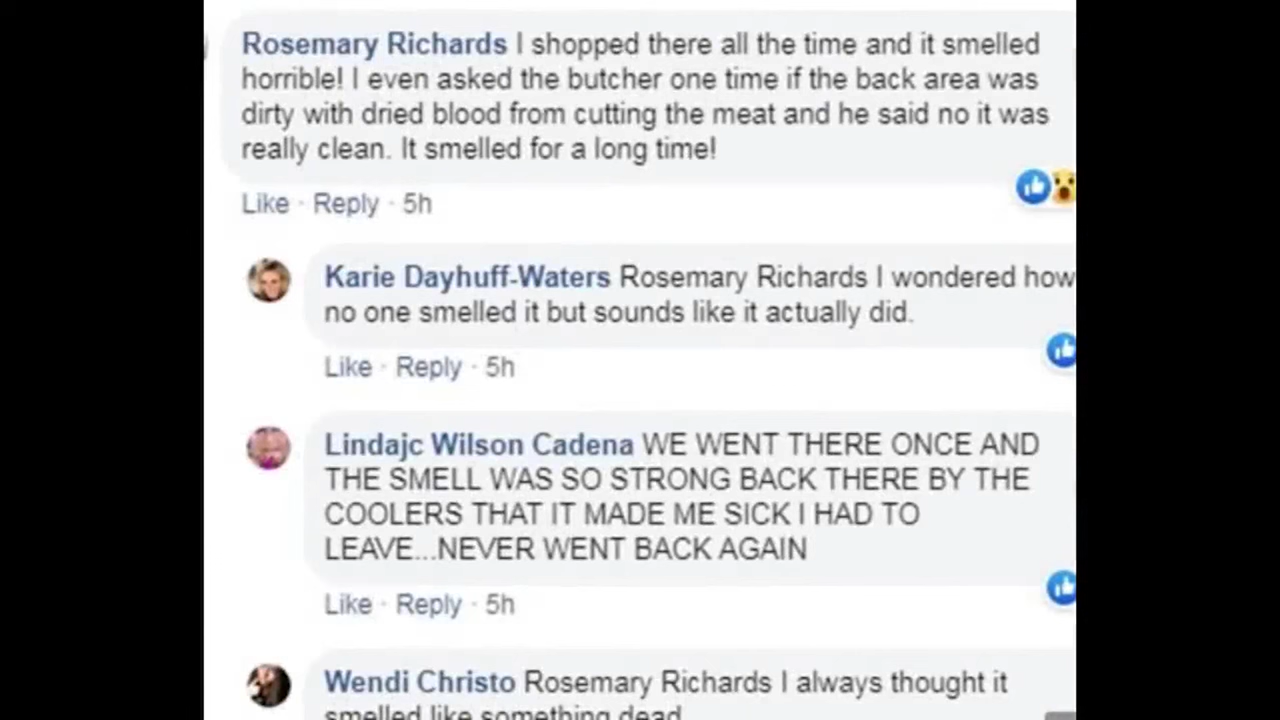 Rosemary Richards I shopped there all the time and it smelled
horrible! I even asked the butcher one time if the back area was
dirty with dried blood from cutting the meat and he said no it was
really clean. It smelled for a long time!
Like · Reply · 5h
Karie Dayhuff-Waters Rosemary Richards I wondered how
no one smelled it but sounds like it actually did.
Like · Reply · 5h
Lindajc Wilson Cadena WE WENT THERE ONCE AND
THE SMELL WAS SO STRONG BACK THERE BY THE
COOLERS THAT IT MADE ME SICK I HAD TO
LEAVE...NEVER WENT BACK AGAIN
Like · Reply · 5h
Wendi Christo Rosemary Richards I always thought it
smelled like something dead